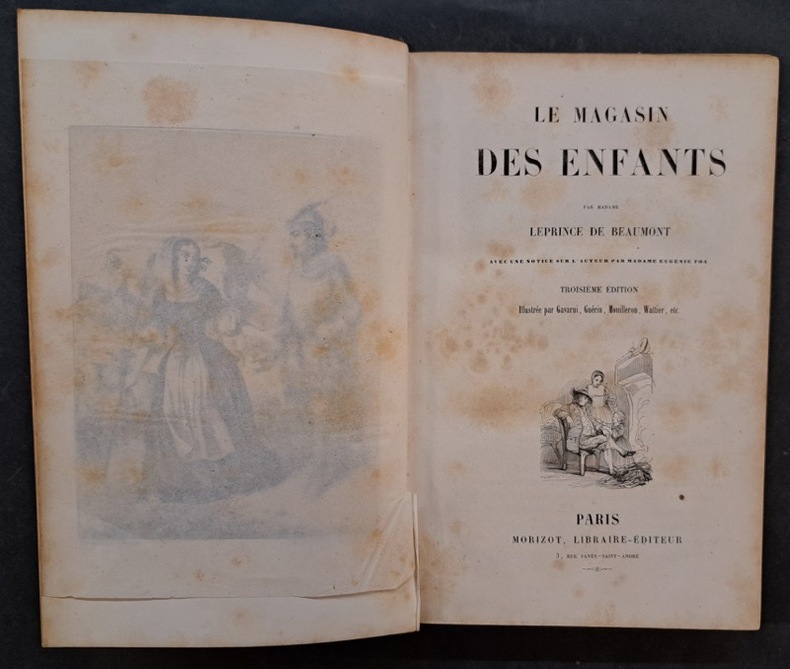 LE MAGASIN
DES ENFANTS
PAR MADAME
LEPRINCE DE BEAUMONT
AVEC UNE NOTICE SUR L'AUTEUR PAR MADAME EUGÉNIE FOA
TROISIÈME ÉDITION
Illustrée par Gavarni, Guérin, Mouilleron, Wattier, etc.
PARIS
MORIZOT, LIBRAIRE-ÉDITEUR
3, RUE PAVÉE-SAINT-ANDRÉ